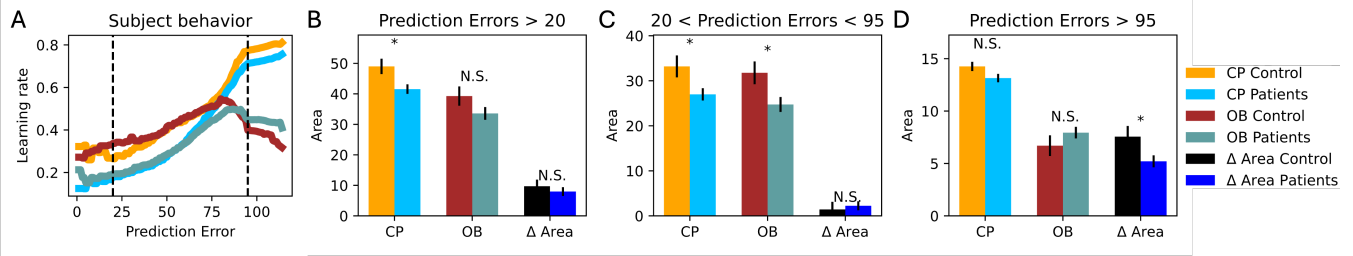 A
Subject behavior
Learning rate
0.8
0.6
0.4
0.2
0
25
50
75
100
Prediction Error
B
Prediction Errors > 20
Area
50
40
30
20
10
0
*
N.S.
N.S.
CP
OB
Δ Area
C
20 < Prediction Errors < 95
Area
40
30
20
10
0
*
*
N.S.
CP
OB
Δ Area
D
Prediction Errors > 95
Area
15
10
5
0
N.S.
N.S.
*
CP
OB
Δ Area
CP Control
CP Patients
OB Control
OB Patients
Δ Area Control
Δ Area Patients